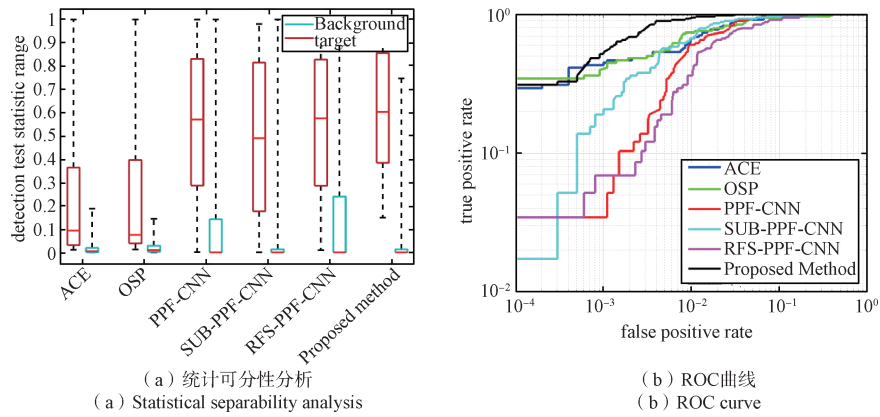 detection test statistic range
1
0.9
0.8
0.7
0.6
0.5
0.4
0.3
0.2
0.1
0
Background
target
ACE
OSP
PPF-CNN
SUB-PPF-CNN
RFS-PPF-CNN
Proposed method
(a)统计可分性分析
(a) Statistical separability analysis
true positive rate
10⁰
10⁻¹
10⁻²
ACE
OSP
PPF-CNN
SUB-PPF-CNN
RFS-PPF-CNN
Proposed Method
10⁻⁴ 10⁻³ 10⁻² 10⁻¹ 10⁰
false positive rate
(b)ROC曲线
(b) ROC curve